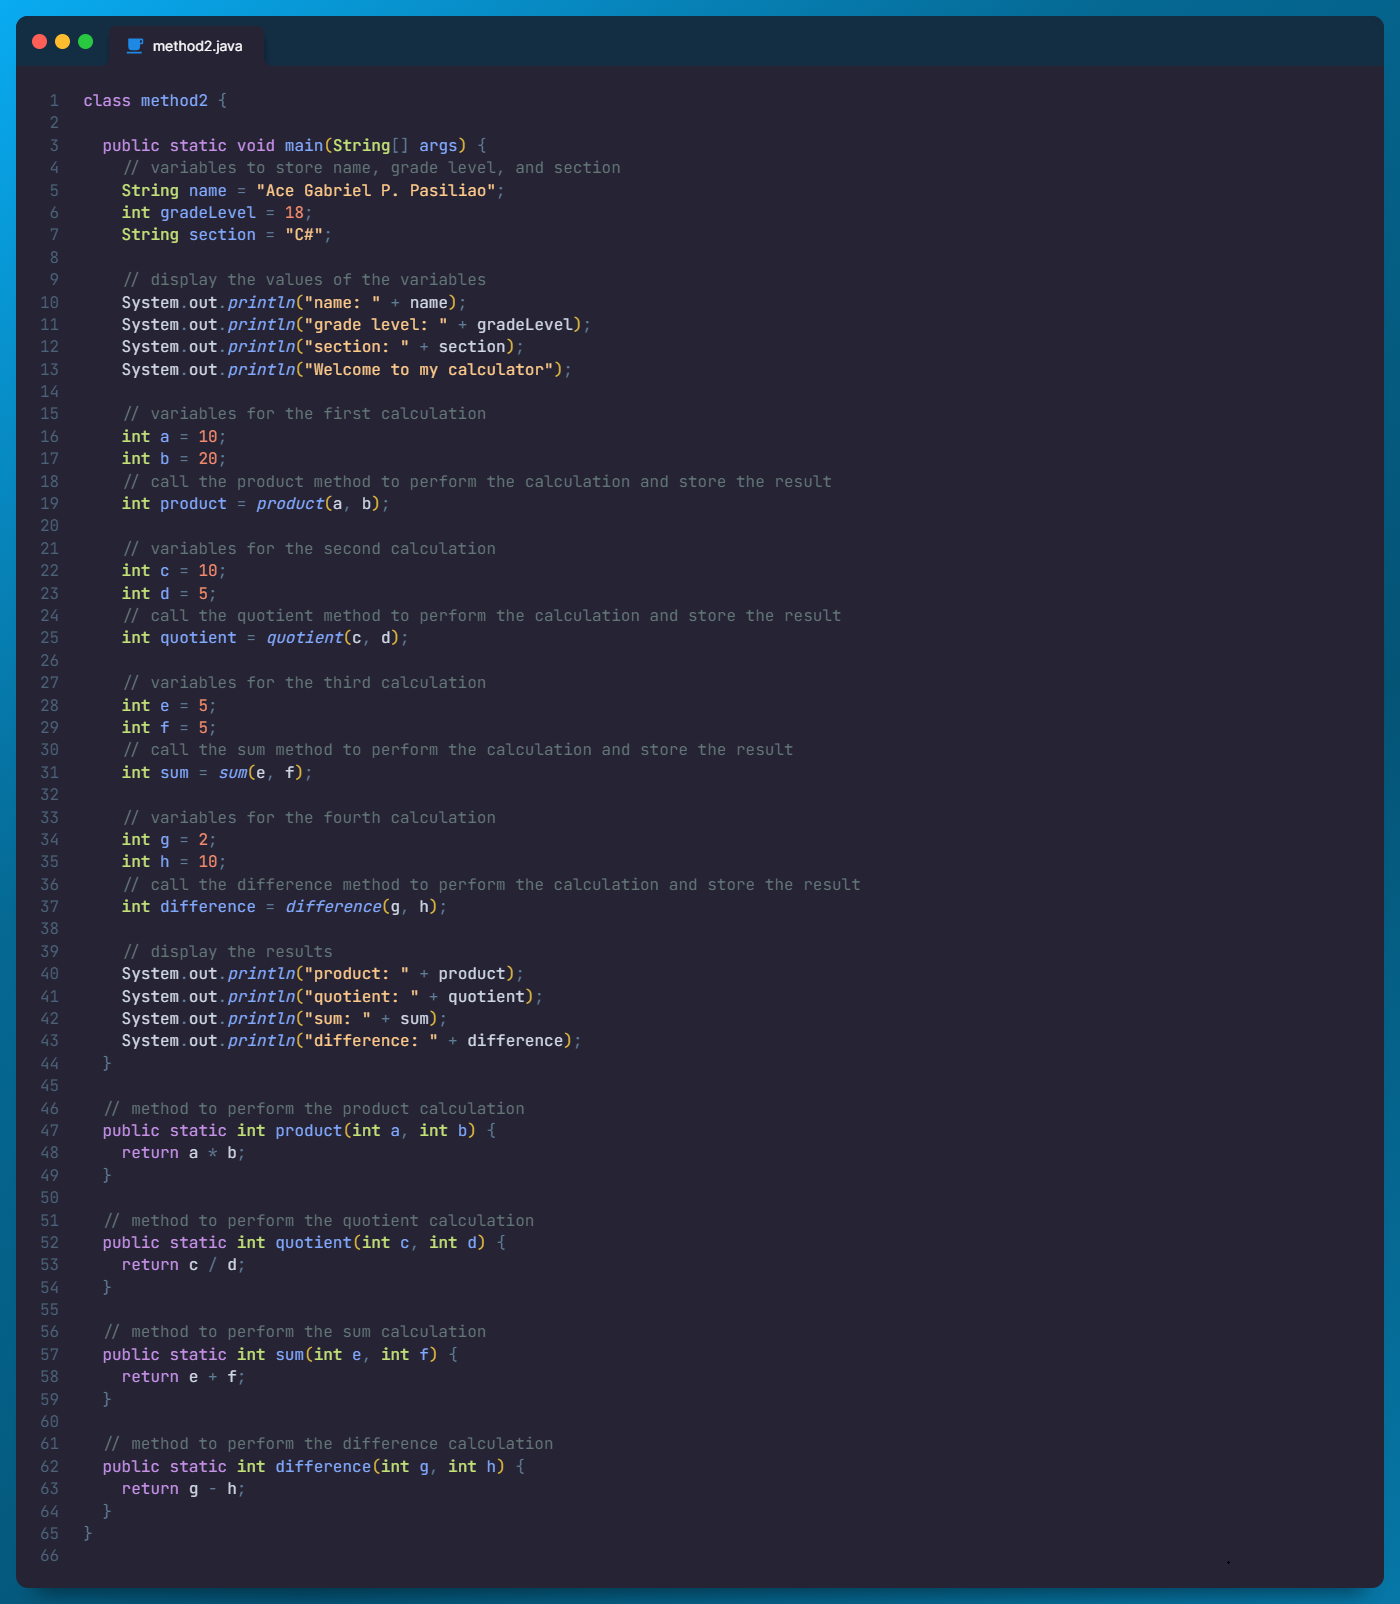 method2.java
1 class method2 {
2
3   public static void main(String[] args) {
4     // variables to store name, grade level, and section
5     String name = "Ace Gabriel P. Pasiliao";
6     int gradeLevel = 18;
7     String section = "C#";
8
9     // display the values of the variables
10     System.out.println("name: " + name);
11     System.out.println("grade level: " + gradeLevel);
12     System.out.println("section: " + section);
13     System.out.println("Welcome to my calculator");
14
15     // variables for the first calculation
16     int a = 10;
17     int b = 20;
18     // call the product method to perform the calculation and store the result
19     int product = product(a, b);
20
21     // variables for the second calculation
22     int c = 10;
23     int d = 5;
24     // call the quotient method to perform the calculation and store the result
25     int quotient = quotient(c, d);
26
27     // variables for the third calculation
28     int e = 5;
29     int f = 5;
30     // call the sum method to perform the calculation and store the result
31     int sum = sum(e, f);
32
33     // variables for the fourth calculation
34     int g = 2;
35     int h = 10;
36     // call the difference method to perform the calculation and store the result
37     int difference = difference(g, h);
38
39     // display the results
40     System.out.println("product: " + product);
41     System.out.println("quotient: " + quotient);
42     System.out.println("sum: " + sum);
43     System.out.println("difference: " + difference);
44   }
45
46   // method to perform the product calculation
47   public static int product(int a, int b) {
48     return a * b;
49   }
50
51   // method to perform the quotient calculation
52   public static int quotient(int c, int d) {
53     return c / d;
54   }
55
56   // method to perform the sum calculation
57   public static int sum(int e, int f) {
58     return e + f;
59   }
60
61   // method to perform the difference calculation
62   public static int difference(int g, int h) {
63     return g - h;
64   }
65 }
66